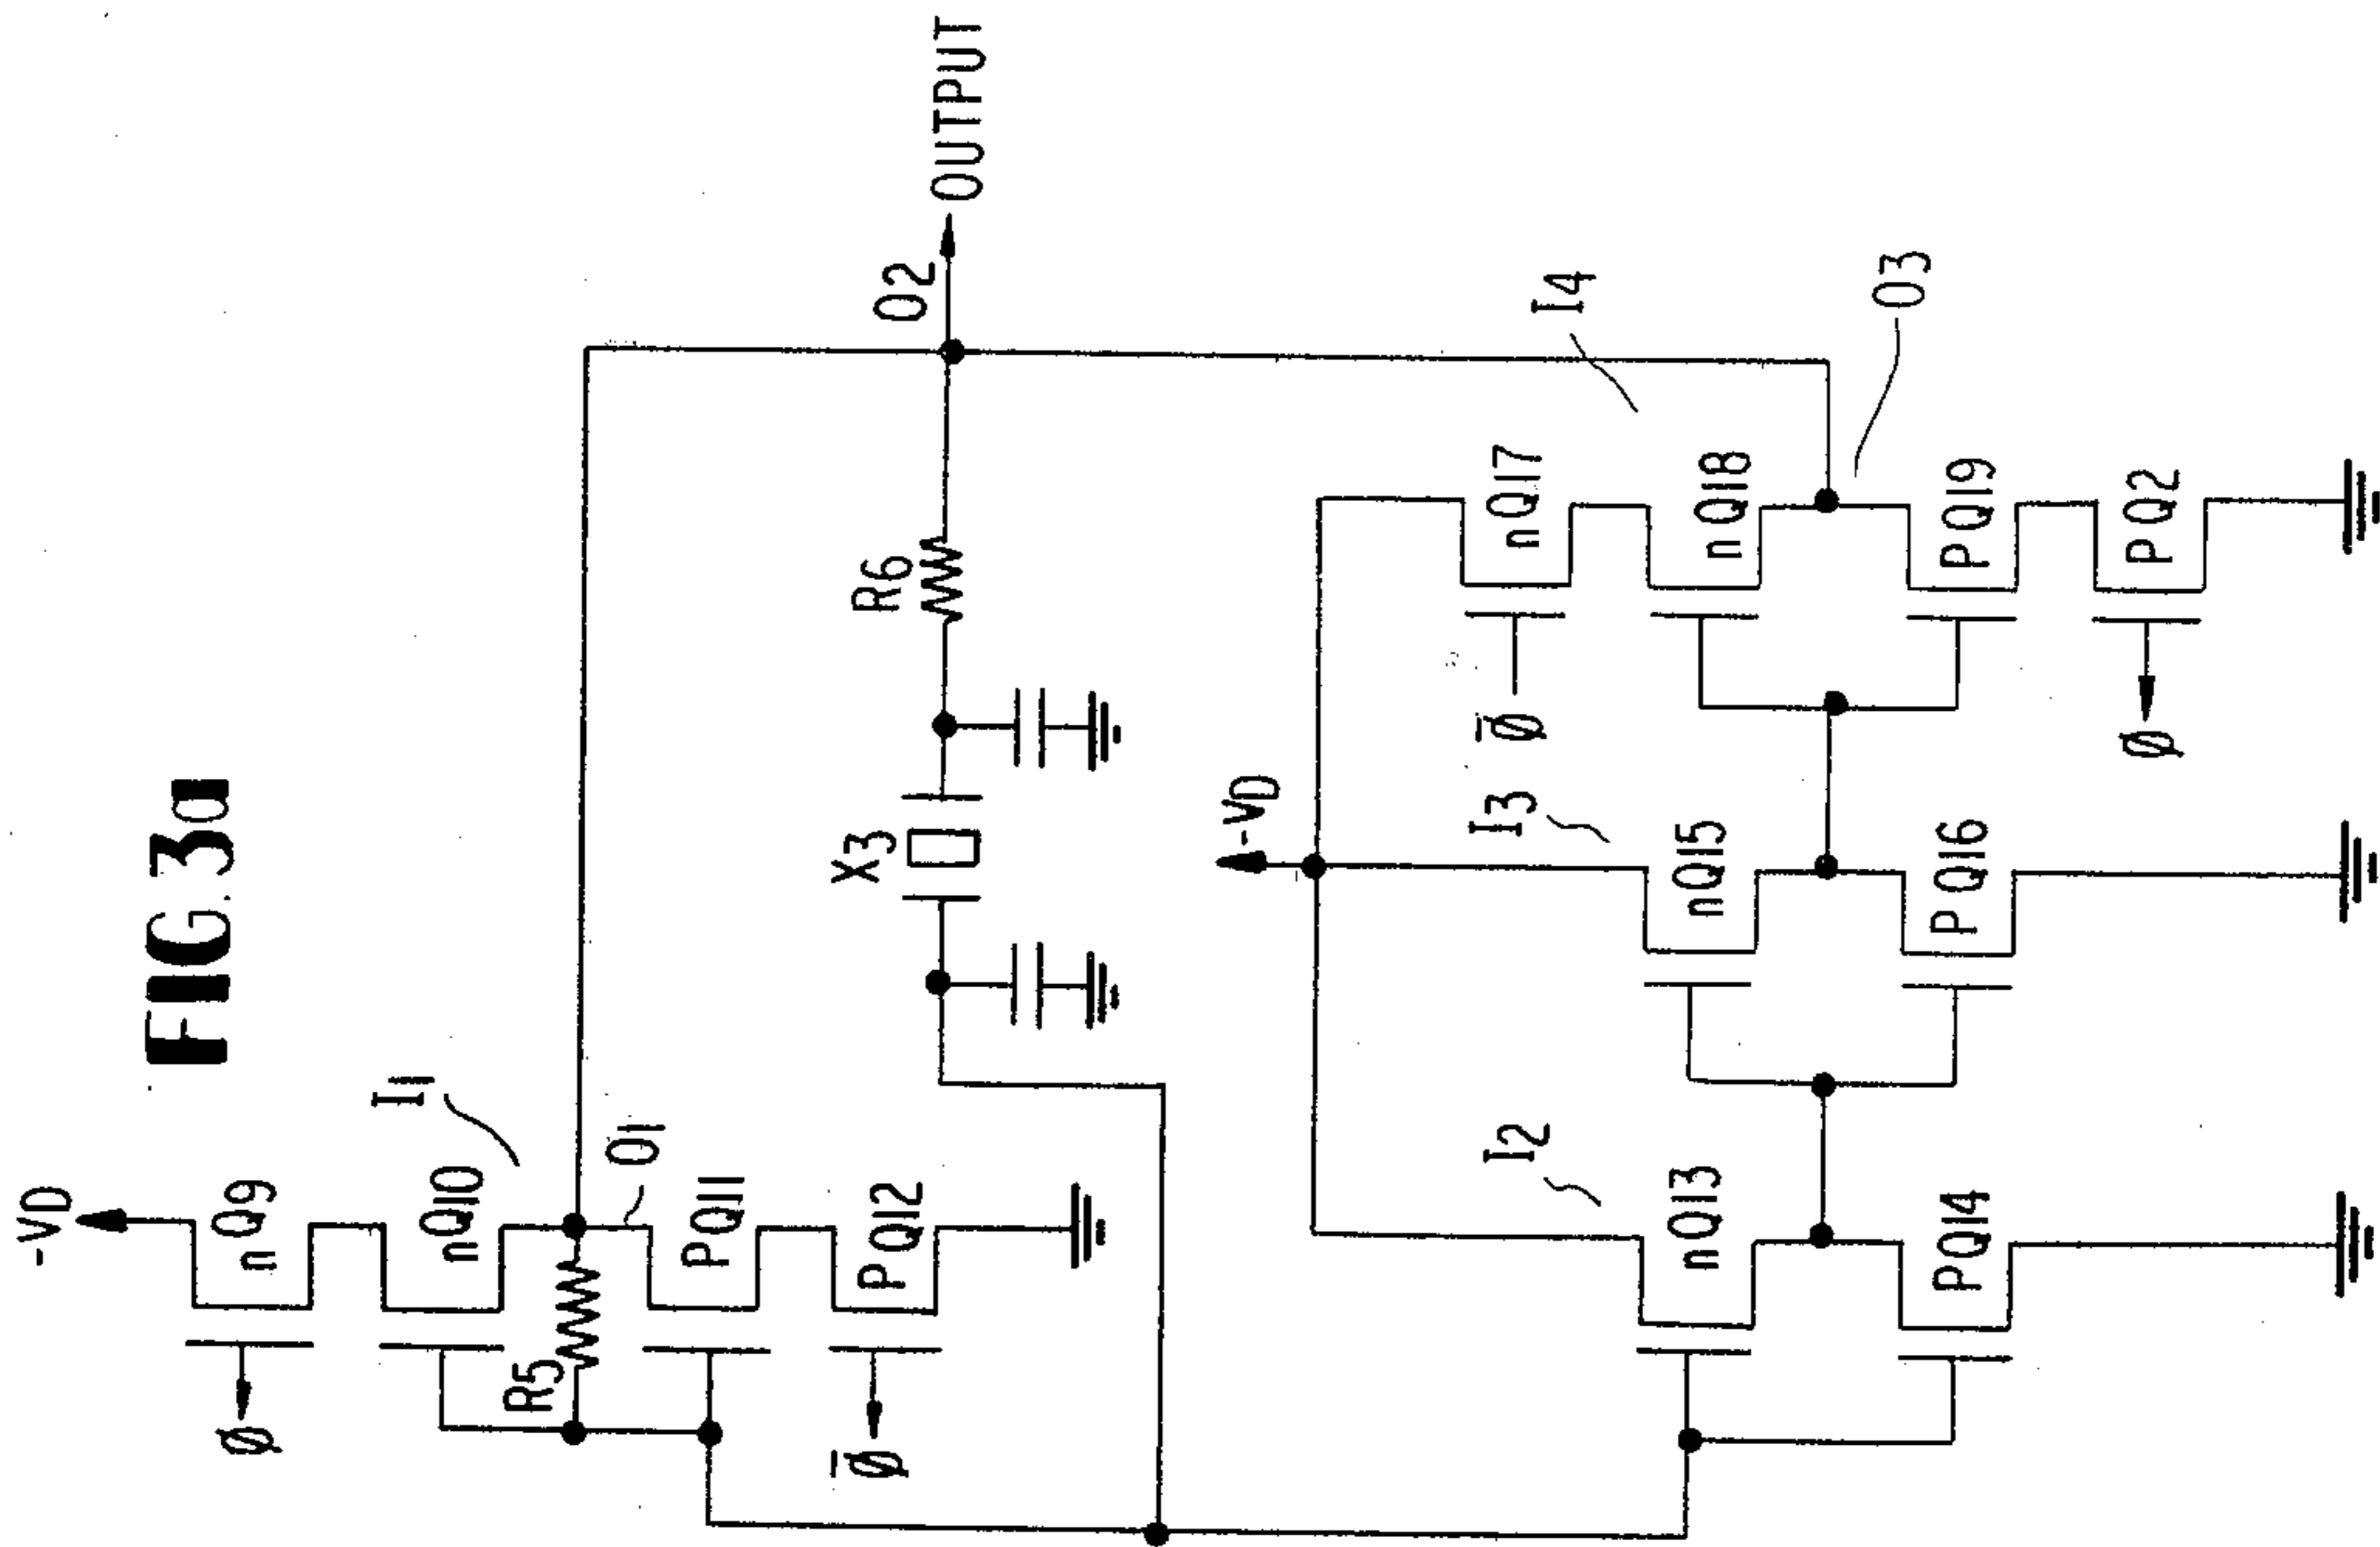 FIG. 3a
-VD
nQ9
Ø
I1
nQ10
R5
O1
PQ11
PQ12
Ø̅
O2
OUTPUT
R6
X3
-VD
I2
nQ13
PQ14
I3
nQ15
PQ16
I4
nQ17
Ø̅
nQ18
O3
PQ19
PQ2
Ø